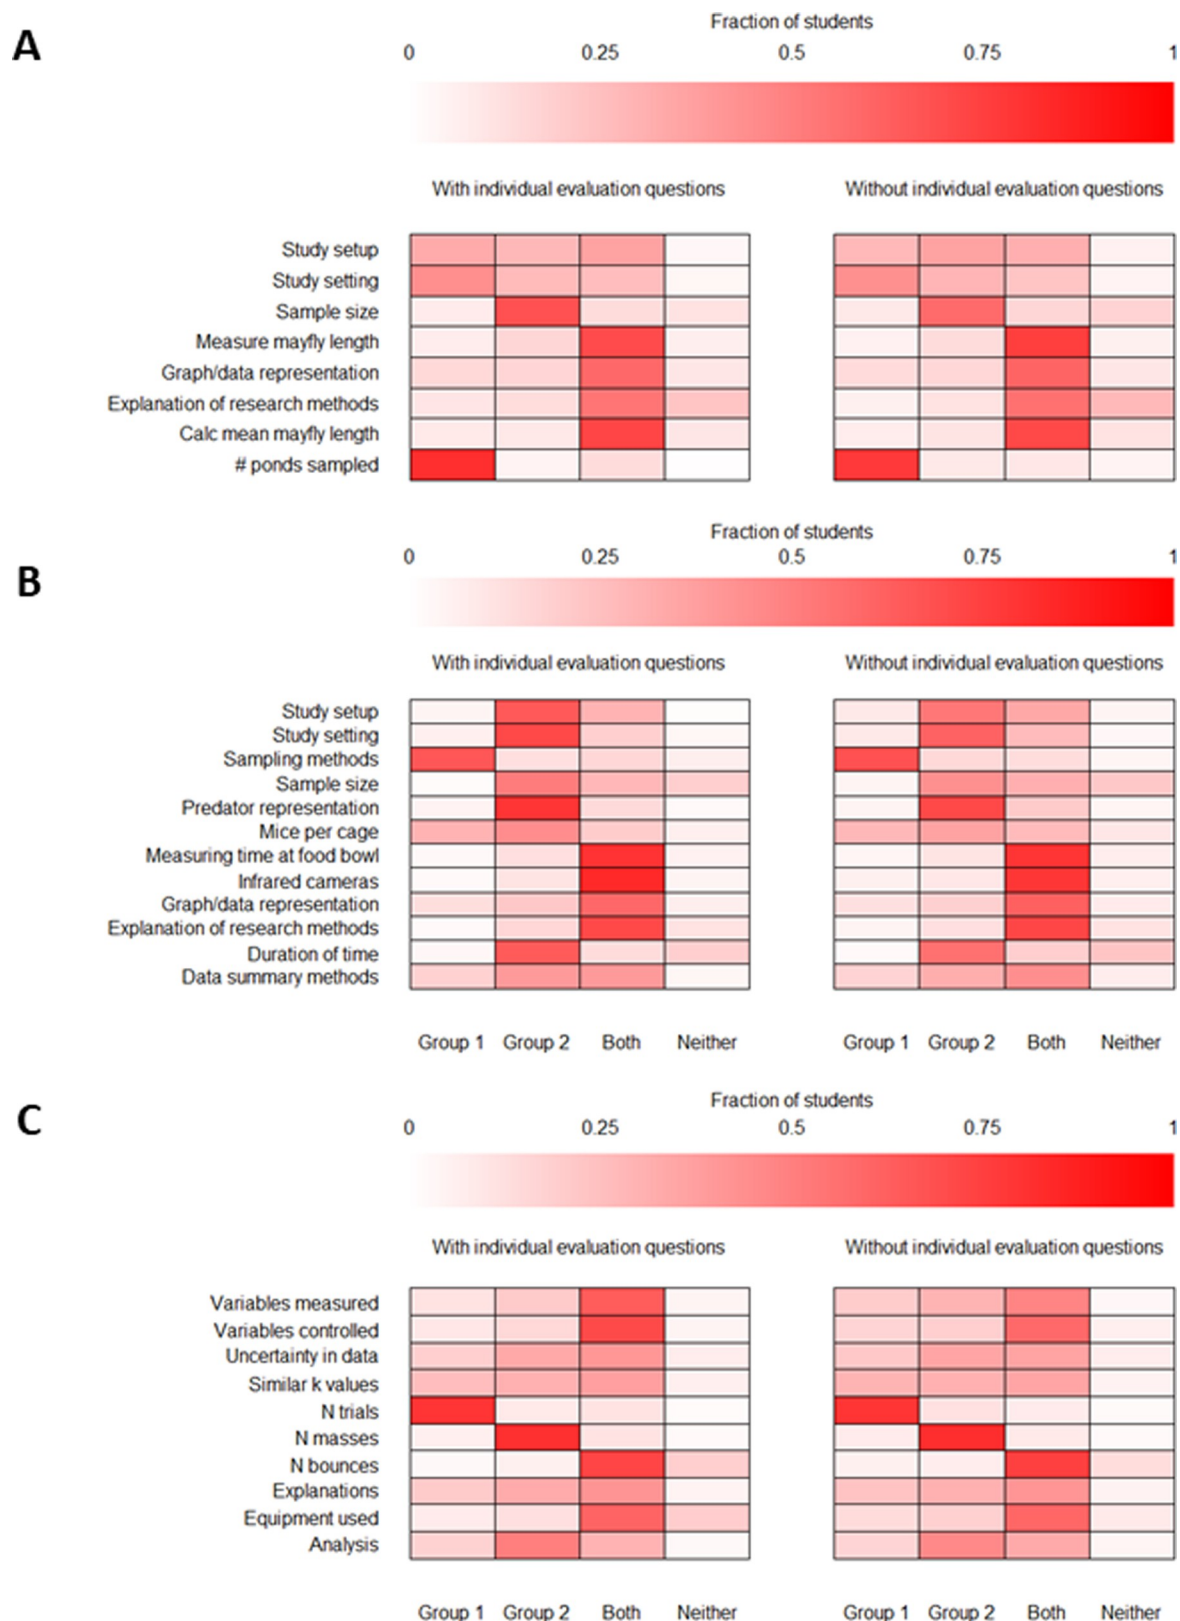 A
Fraction of students
0 0.25 0.5 0.75 1
With individual evaluation questions Without individual evaluation questions
Study setup
Study setting
Sample size
Measure mayfly length
Graph/data representation
Explanation of research methods
Calc mean mayfly length
# ponds sampled
B
Fraction of students
0 0.25 0.5 0.75 1
With individual evaluation questions Without individual evaluation questions
Study setup
Study setting
Sampling methods
Sample size
Predator representation
Mice per cage
Measuring time at food bowl
Infrared cameras
Graph/data representation
Explanation of research methods
Duration of time
Data summary methods
Group 1 Group 2 Both Neither Group 1 Group 2 Both Neither
C
Fraction of students
0 0.25 0.5 0.75 1
With individual evaluation questions Without individual evaluation questions
Variables measured
Variables controlled
Uncertainty in data
Similar k values
N trials
N masses
N bounces
Explanations
Equipment used
Analysis
Group 1 Group 2 Both Neither Group 1 Group 2 Both Neither